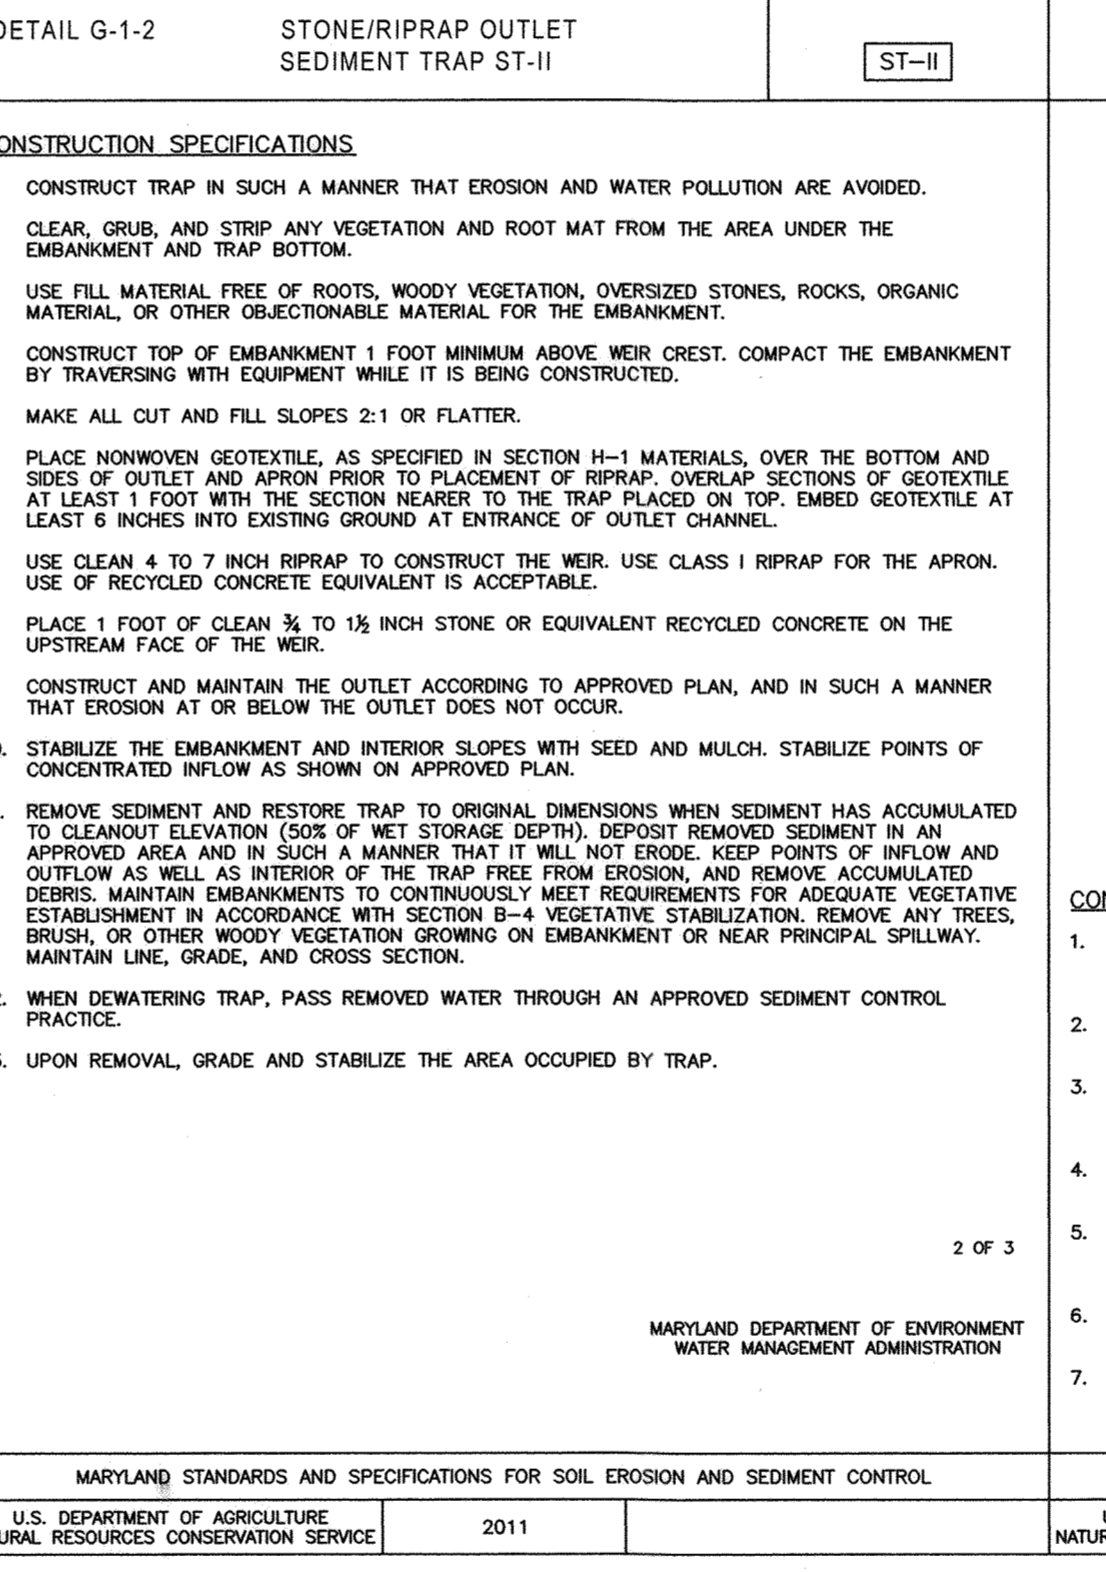 DETAIL G-1-2
STONE/RIPRAP OUTLET
SEDIMENT TRAP ST-II
ST-II
CONSTRUCTION SPECIFICATIONS
CONSTRUCT TRAP IN SUCH A MANNER THAT EROSION AND WATER POLLUTION ARE AVOIDED.
CLEAR, GRUB, AND STRIP ANY VEGETATION AND ROOT MAT FROM THE AREA UNDER THE
EMBANKMENT AND TRAP BOTTOM.
USE FILL MATERIAL FREE OF ROOTS, WOODY VEGETATION, OVERSIZED STONES, ROCKS, ORGANIC
MATERIAL, OR OTHER OBJECTIONABLE MATERIAL FOR THE EMBANKMENT.
CONSTRUCT TOP OF EMBANKMENT 1 FOOT MINIMUM ABOVE WEIR CREST. COMPACT THE EMBANKMENT
BY TRAVERSING WITH EQUIPMENT WHILE IT IS BEING CONSTRUCTED.
MAKE ALL CUT AND FILL SLOPES 2:1 OR FLATTER.
PLACE NONWOVEN GEOTEXTILE, AS SPECIFIED IN SECTION H-1 MATERIALS, OVER THE BOTTOM AND
SIDES OF OUTLET AND APRON PRIOR TO PLACEMENT OF RIPRAP. OVERLAP SECTIONS OF GEOTEXTILE
AT LEAST 1 FOOT WITH THE SECTION NEARER TO THE TRAP PLACED ON TOP. EMBED GEOTEXTILE AT
LEAST 6 INCHES INTO EXISTING GROUND AT ENTRANCE OF OUTLET CHANNEL.
USE CLEAN 4 TO 7 INCH RIPRAP TO CONSTRUCT THE WEIR. USE CLASS I RIPRAP FOR THE APRON.
USE OF RECYCLED CONCRETE EQUIVALENT IS ACCEPTABLE.
PLACE 1 FOOT OF CLEAN ¾ TO 1½ INCH STONE OR EQUIVALENT RECYCLED CONCRETE ON THE
UPSTREAM FACE OF THE WEIR.
CONSTRUCT AND MAINTAIN THE OUTLET ACCORDING TO APPROVED PLAN, AND IN SUCH A MANNER
THAT EROSION AT OR BELOW THE OUTLET DOES NOT OCCUR.
STABILIZE THE EMBANKMENT AND INTERIOR SLOPES WITH SEED AND MULCH. STABILIZE POINTS OF
CONCENTRATED INFLOW AS SHOWN ON APPROVED PLAN.
REMOVE SEDIMENT AND RESTORE TRAP TO ORIGINAL DIMENSIONS WHEN SEDIMENT HAS ACCUMULATED
TO CLEANOUT ELEVATION (50% OF WET STORAGE DEPTH). DEPOSIT REMOVED SEDIMENT IN AN
APPROVED AREA AND IN SUCH A MANNER THAT IT WILL NOT ERODE. KEEP POINTS OF INFLOW AND
OUTFLOW AS WELL AS INTERIOR OF THE TRAP FREE FROM EROSION, AND REMOVE ACCUMULATED
DEBRIS. MAINTAIN EMBANKMENTS TO CONTINUOUSLY MEET REQUIREMENTS FOR ADEQUATE VEGETATIVE
ESTABLISHMENT IN ACCORDANCE WITH SECTION B-4 VEGETATIVE STABILIZATION. REMOVE ANY TREES,
BRUSH, OR OTHER WOODY VEGETATION GROWING ON EMBANKMENT OR NEAR PRINCIPAL SPILLWAY.
MAINTAIN LINE, GRADE, AND CROSS SECTION.
WHEN DEWATERING TRAP, PASS REMOVED WATER THROUGH AN APPROVED SEDIMENT CONTROL
PRACTICE.
UPON REMOVAL, GRADE AND STABILIZE THE AREA OCCUPIED BY TRAP.
2 OF 3
MARYLAND DEPARTMENT OF ENVIRONMENT
WATER MANAGEMENT ADMINISTRATION
MARYLAND STANDARDS AND SPECIFICATIONS FOR SOIL EROSION AND SEDIMENT CONTROL
U.S. DEPARTMENT OF AGRICULTURE
URAL RESOURCES CONSERVATION SERVICE
2011
CON
1.
2.
3.
4.
5.
6.
7.
NATUR